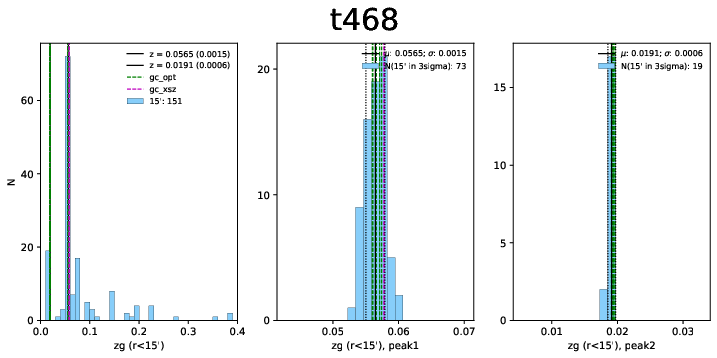 t468
z = 0.0565 (0.0015)
z = 0.0191 (0.0006)
gc_opt
gc_xsz
15': 151
N
0
20
40
60
0.0
0.1
0.2
0.3
0.4
zg (r<15')
μ: 0.0565; σ: 0.0015
N(15' in 3sigma): 73
0
10
20
0.05
0.06
0.07
zg (r<15'), peak1
μ: 0.0191; σ: 0.0006
N(15' in 3sigma): 19
0
5
10
15
0.01
0.02
0.03
zg (r<15'), peak2